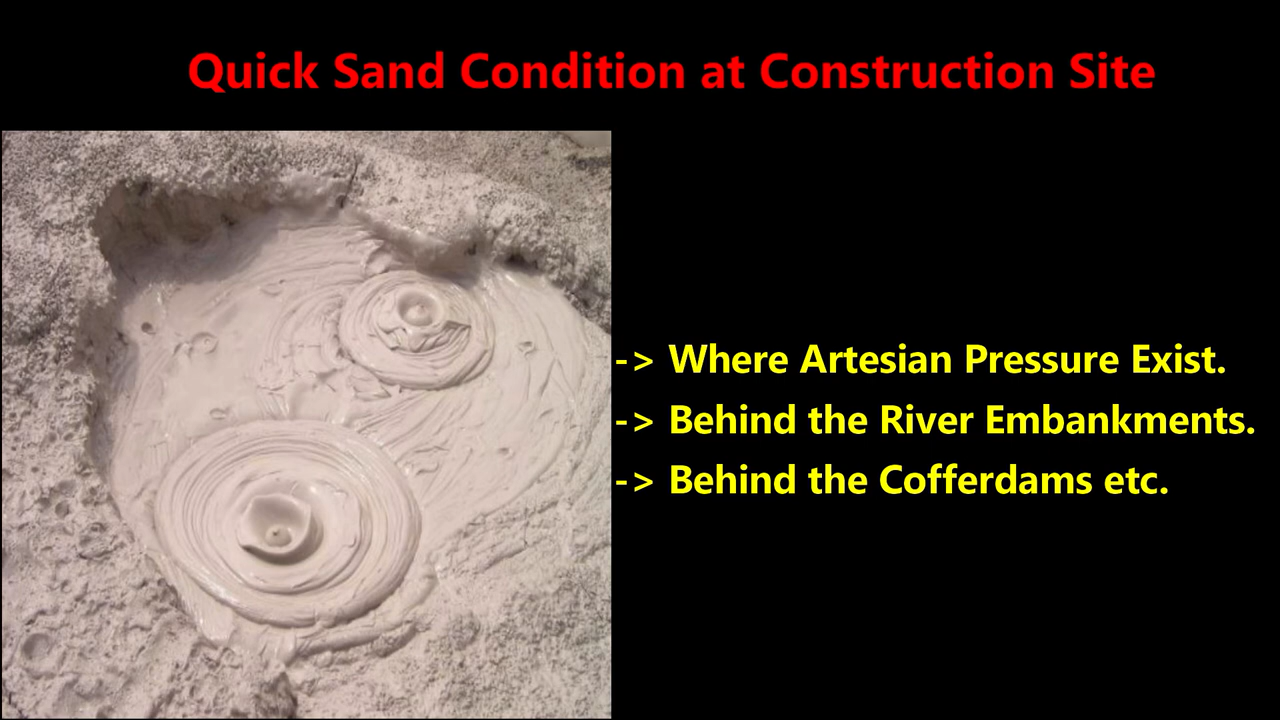 Quick Sand Condition at Construction Site
-> Where Artesian Pressure Exist.
-> Behind the River Embankments.
-> Behind the Cofferdams etc.